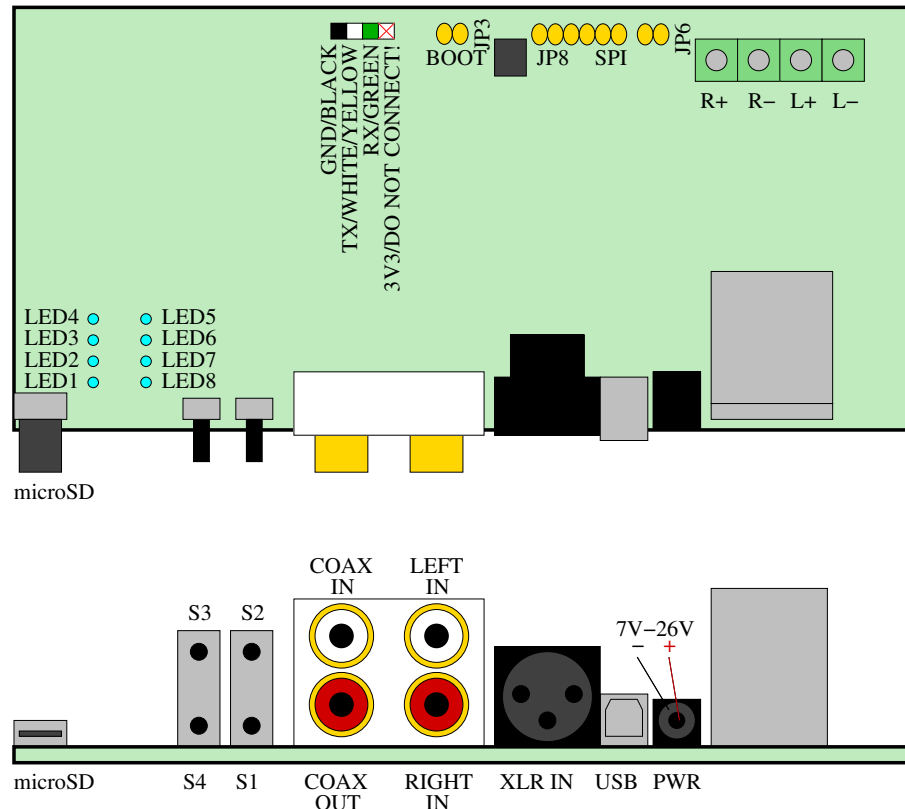 GND/BLACK
TX/WHITE/YELLOW
RX/GREEN
3V3/DO NOT CONNECT!
BOOT
JP3
JP8
SPI
JP6
R+ R− L+ L−
LED4 LED5
LED3 LED6
LED2 LED7
LED1 LED8
microSD
COAX
IN
LEFT
IN
S3 S2
7V−26V
− +
microSD
S4 S1
COAX
OUT
RIGHT
IN
XLR IN
USB
PWR